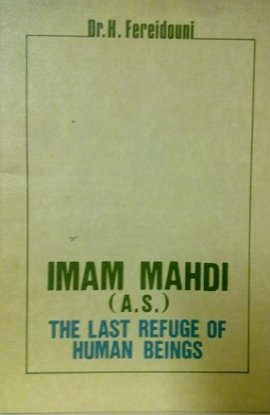 Dr.H. Fereidouni
IMAM MAHDI
(A.S.)
THE LAST REFUGE OF
HUMAN BEINGS